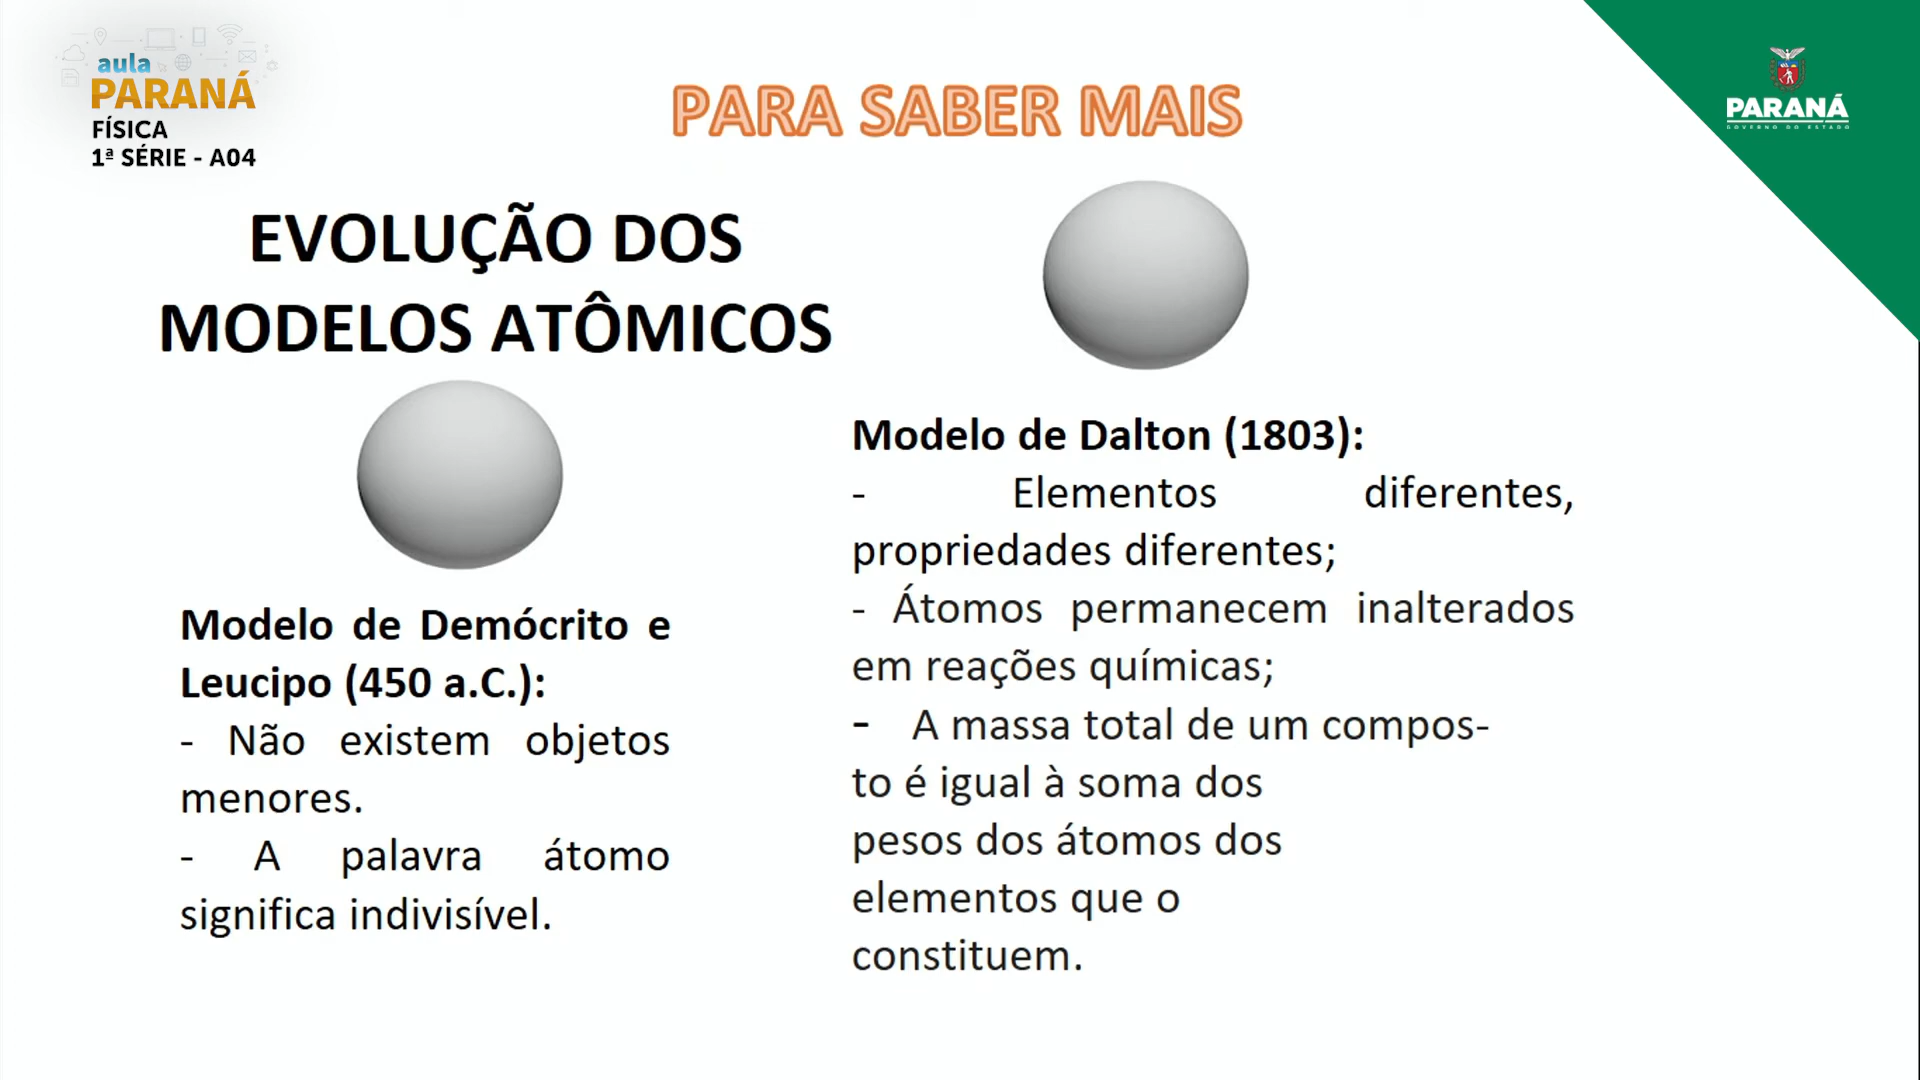 aula
PARANÁ
FÍSICA
1ª SÉRIE - A04
PARA SABER MAIS
PARANÁ
GOVERNO DO ESTADO
EVOLUÇÃO DOS
MODELOS ATÔMICOS
Modelo de Demócrito e
Leucipo (450 a.C.):
- Não existem objetos
menores.
- A palavra átomo
significa indivisível.
Modelo de Dalton (1803):
- Elementos diferentes,
propriedades diferentes;
- Átomos permanecem inalterados
em reações químicas;
- A massa total de um compos-
to é igual à soma dos
pesos dos átomos dos
elementos que o
constituem.